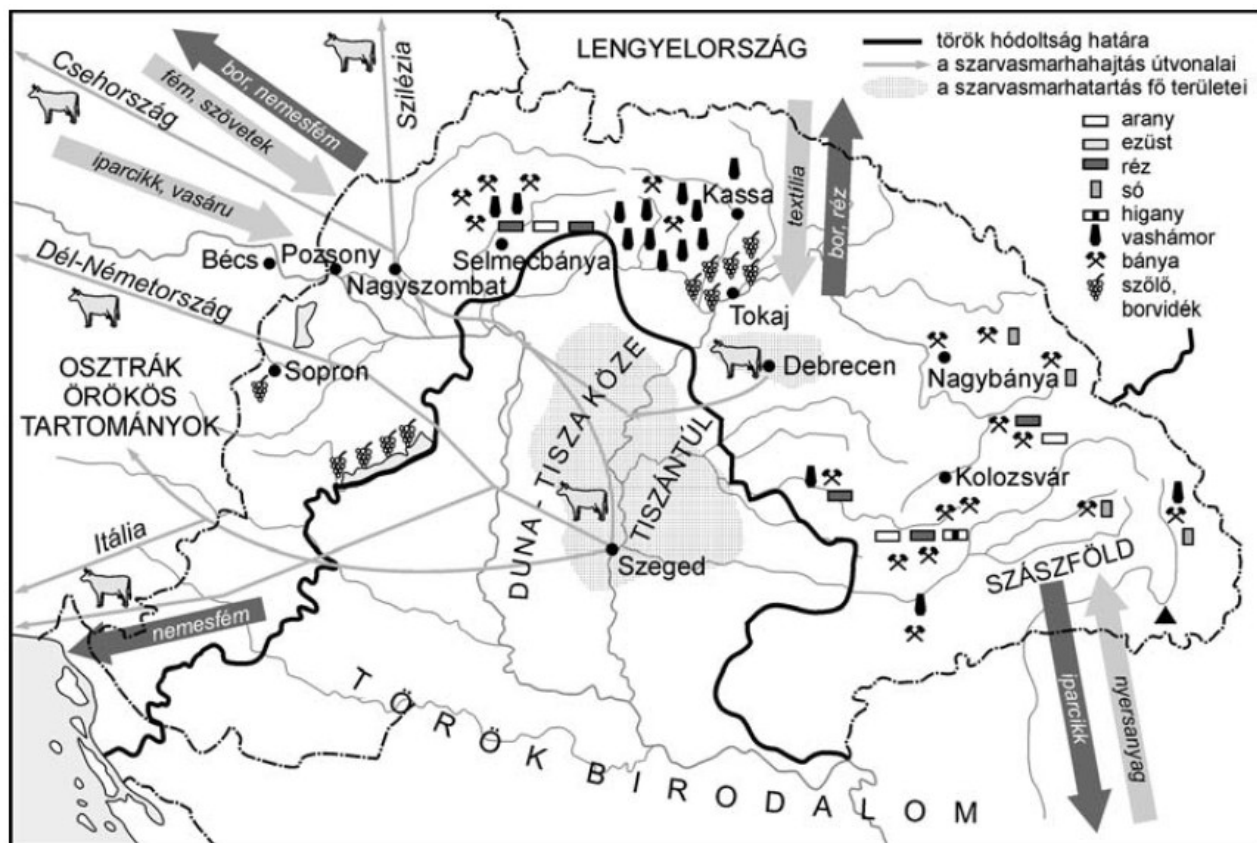 LENGYELORSZÁG
török hódoltság határa
a szarvasmarhahajtás útvonalai
a szarvasmarhatartás fő területei
arany
ezüst
réz
só
higany
vashámor
bánya
szőlő,
borvidék
Csehország
bor, nemesfém
fém, szövetek
iparcikk, vasáru
Szilézia
textília
bor, réz
Kassa
Bécs
Pozsony
Nagyszombat
Selmecbánya
Tokaj
Dél-Németország
Debrecen
Nagybánya
Sopron
OSZTRÁK
ÖRÖKÖS
TARTOMÁNYOK
DUNA - TISZA KÖZE
TISZÁNTÚL
Kolozsvár
Itália
Szeged
SZÁSZFÖLD
nemesfém
iparcikk
nyersanyag
TÖRÖK BIRODALOM